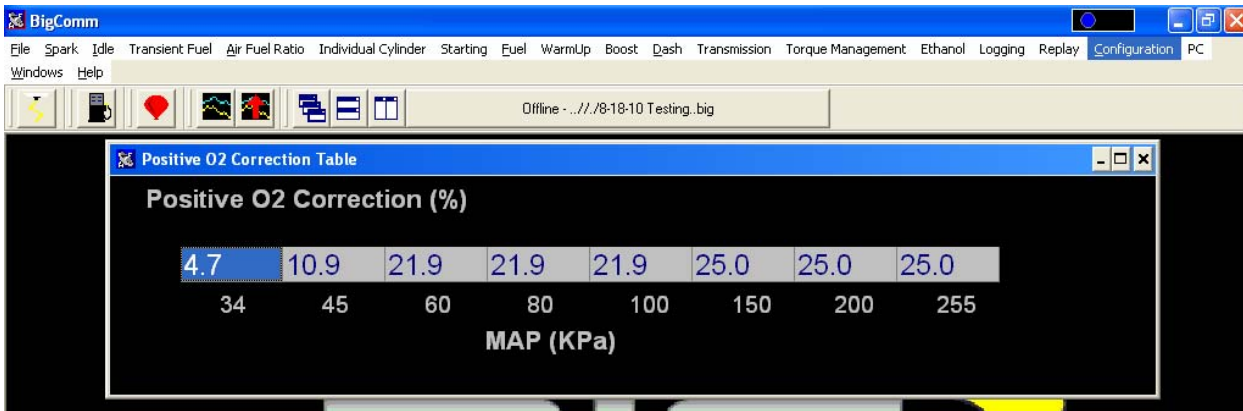 BigComm
File Spark Idle Transient Fuel Air Fuel Ratio Individual Cylinder Starting Fuel WarmUp Boost Dash Transmission Torque Management Ethanol Logging Replay Configuration PC
Windows Help
Offline - ..//./8-18-10 Testing..big
Positive O2 Correction Table
Positive O2 Correction (%)
4.7 10.9 21.9 21.9 21.9 25.0 25.0 25.0
34 45 60 80 100 150 200 255
MAP (KPa)